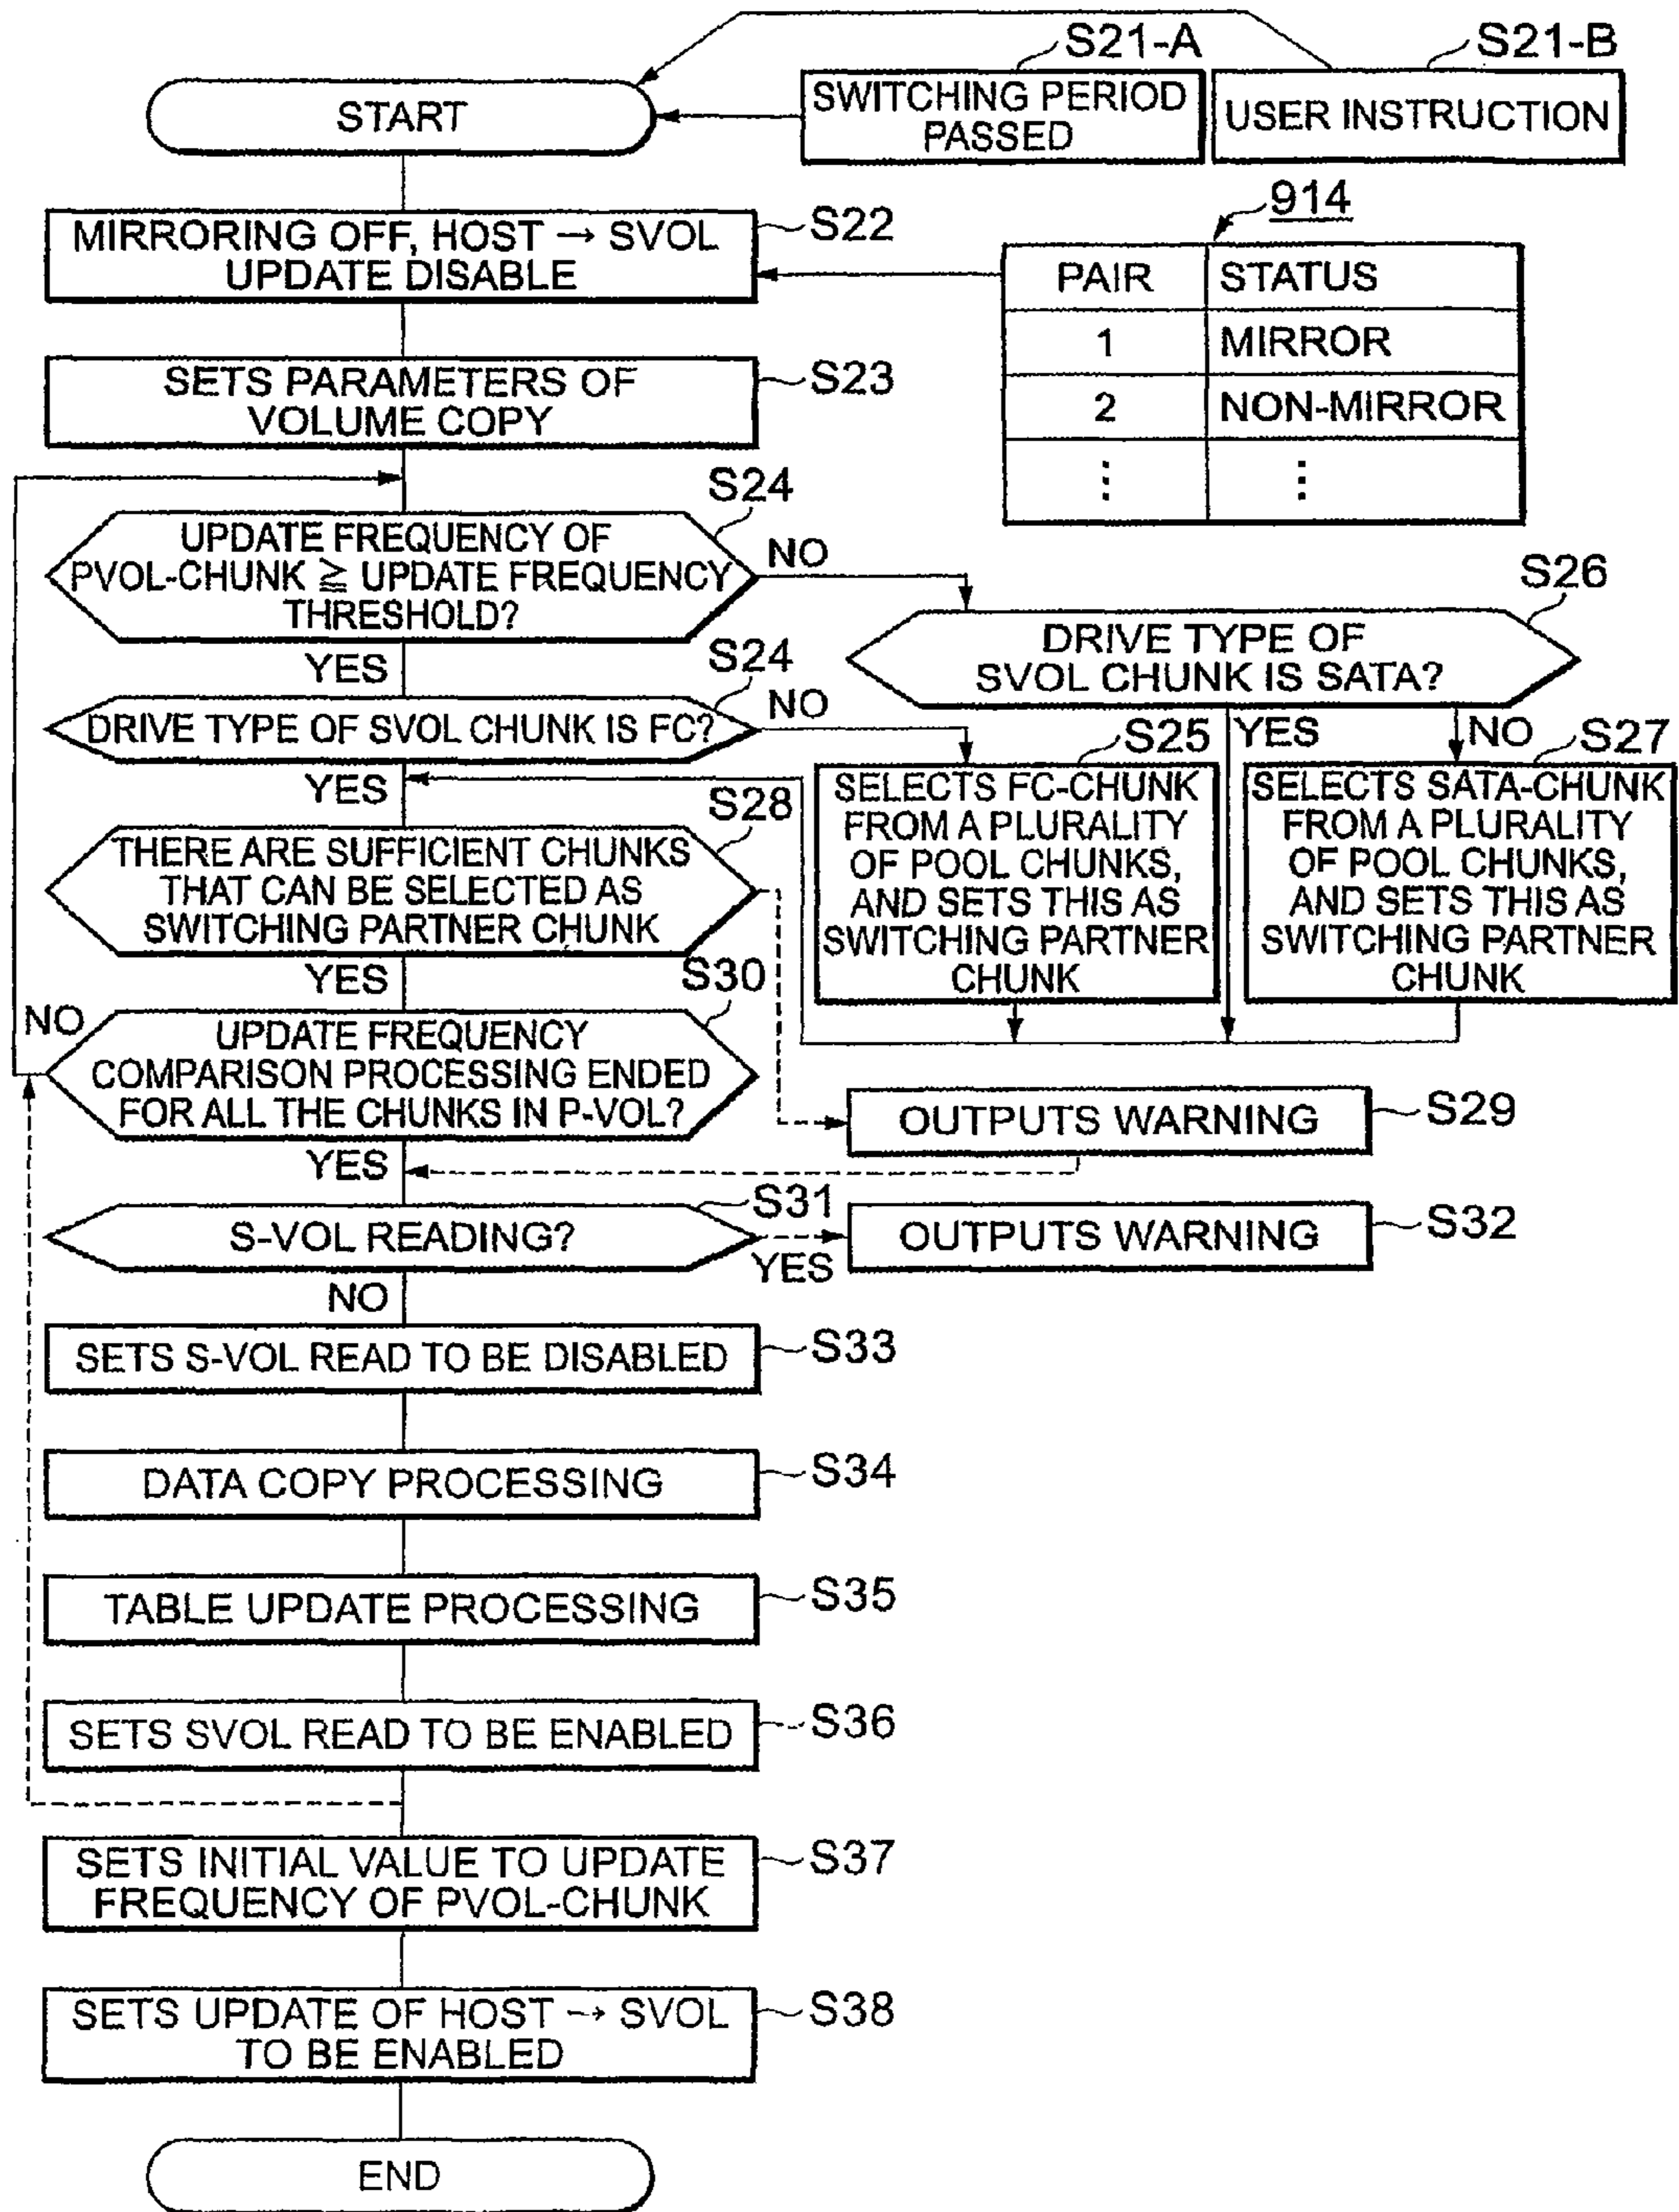 S21-A
S21-B
START
SWITCHING PERIOD
PASSED
USER INSTRUCTION
MIRRORING OFF, HOST → SVOL
UPDATE DISABLE
S22
914
PAIR STATUS
1 MIRROR
2 NON-MIRROR
⋮ ⋮
SETS PARAMETERS OF
VOLUME COPY
S23
S24
UPDATE FREQUENCY OF
PVOL-CHUNK ≧ UPDATE FREQUENCY
THRESHOLD?
NO
YES
S26
DRIVE TYPE OF
SVOL CHUNK IS SATA?
YES
NO
S24
DRIVE TYPE OF SVOL CHUNK IS FC?
NO
YES
S25
SELECTS FC-CHUNK
FROM A PLURALITY
OF POOL CHUNKS,
AND SETS THIS AS
SWITCHING PARTNER
CHUNK
S27
SELECTS SATA-CHUNK
FROM A PLURALITY
OF POOL CHUNKS,
AND SETS THIS AS
SWITCHING PARTNER
CHUNK
S28
THERE ARE SUFFICIENT CHUNKS
THAT CAN BE SELECTED AS
SWITCHING PARTNER CHUNK
YES
S30
NO
UPDATE FREQUENCY
COMPARISON PROCESSING ENDED
FOR ALL THE CHUNKS IN P-VOL?
YES
OUTPUTS WARNING
S29
S31
S-VOL READING?
YES
NO
OUTPUTS WARNING
S32
SETS S-VOL READ TO BE DISABLED
S33
DATA COPY PROCESSING
S34
TABLE UPDATE PROCESSING
S35
SETS SVOL READ TO BE ENABLED
S36
SETS INITIAL VALUE TO UPDATE
FREQUENCY OF PVOL-CHUNK
S37
SETS UPDATE OF HOST → SVOL
TO BE ENABLED
S38
END